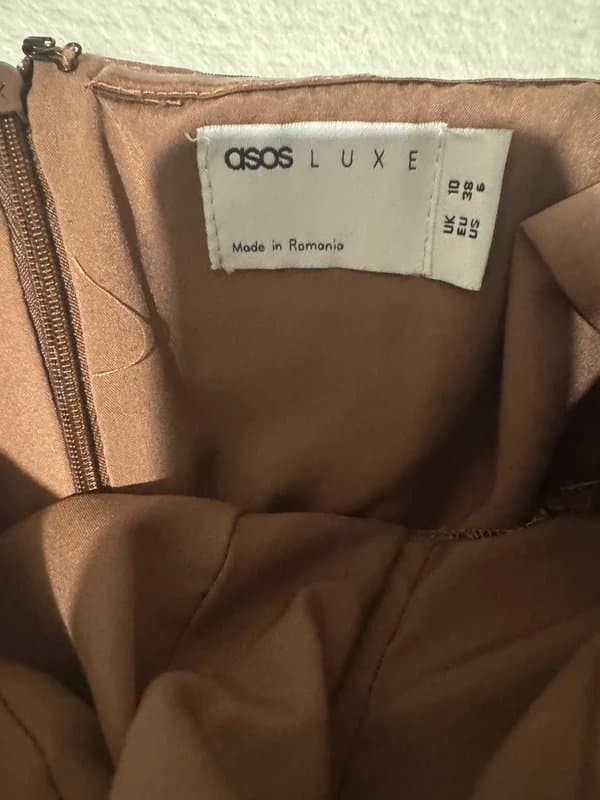 asos LUXE
Made in Romania
UK 10
EU 38
US 6